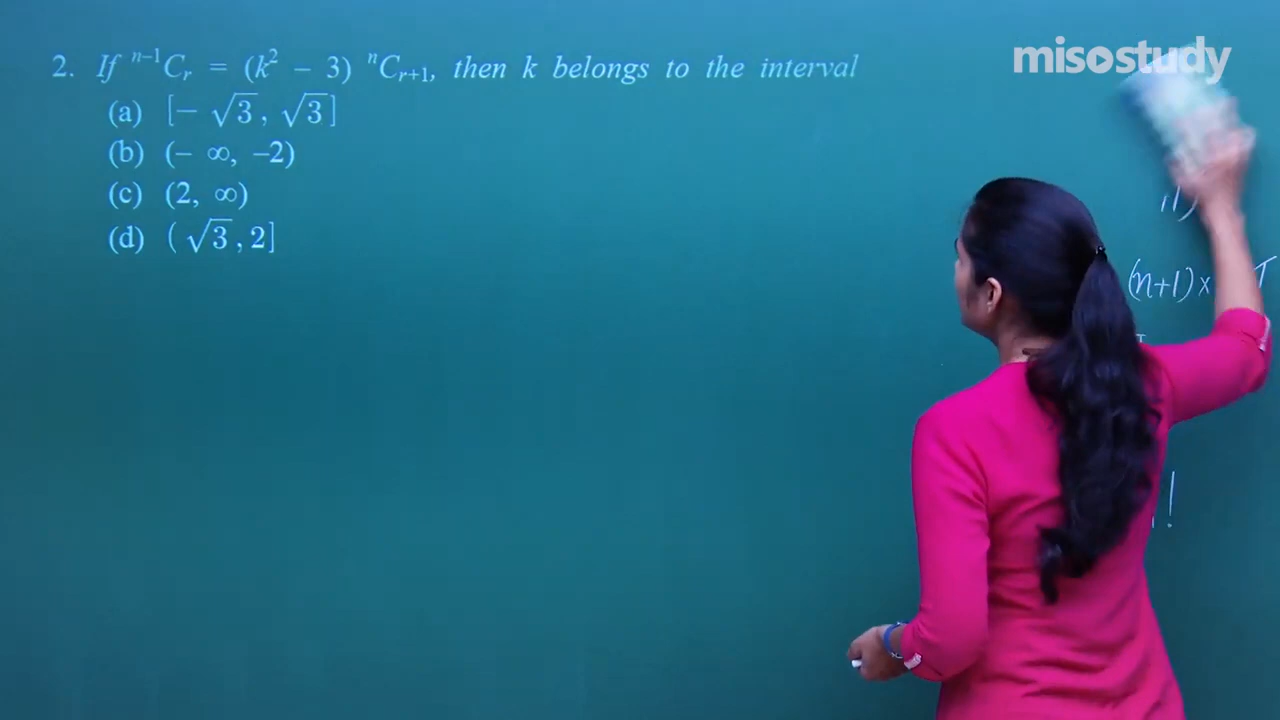 misostudy
2. If ⁿ⁻¹Cᵣ = (k² – 3) ⁿCᵣ₊₁, then k belongs to the interval
(a) [– √3, √3]
(b) (– ∞, –2)
(c) (2, ∞)
(d) (√3, 2]
(n+1)×
!